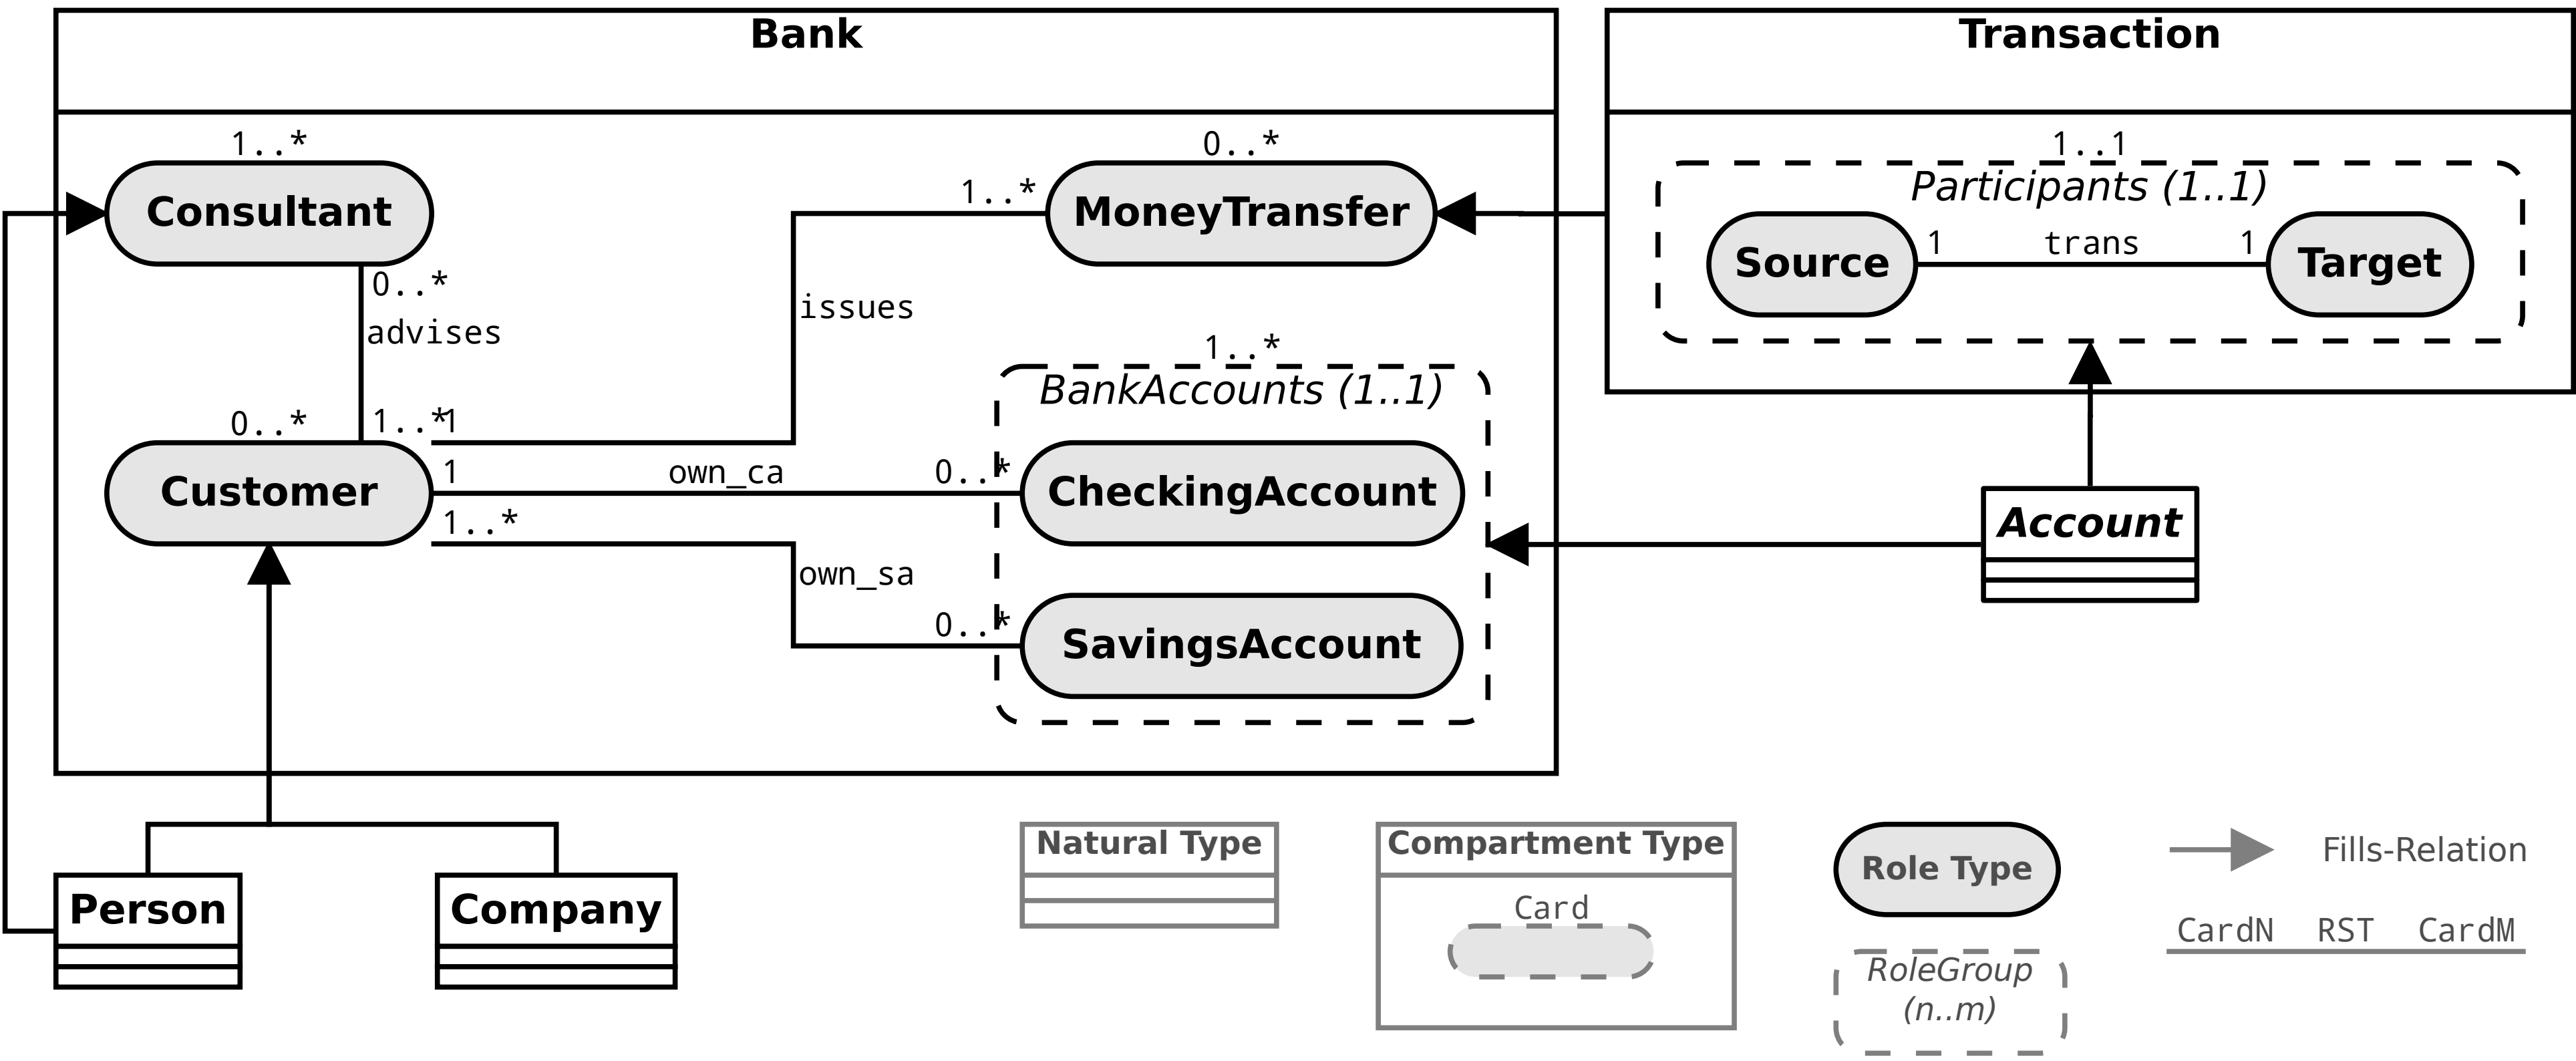 Bank
Transaction
1..*
0..*
1..1
Consultant
1..*
MoneyTransfer
Participants (1..1)
Source
1
trans
1
Target
0..*
advises
issues
1..*
BankAccounts (1..1)
0..*
1..*
1
Customer
1
own_ca
0..*
CheckingAccount
1..*
own_sa
0..*
SavingsAccount
Account
Person
Company
Natural Type
Compartment Type
Card
Role Type
Fills-Relation
CardN
RST
CardM
RoleGroup
(n..m)